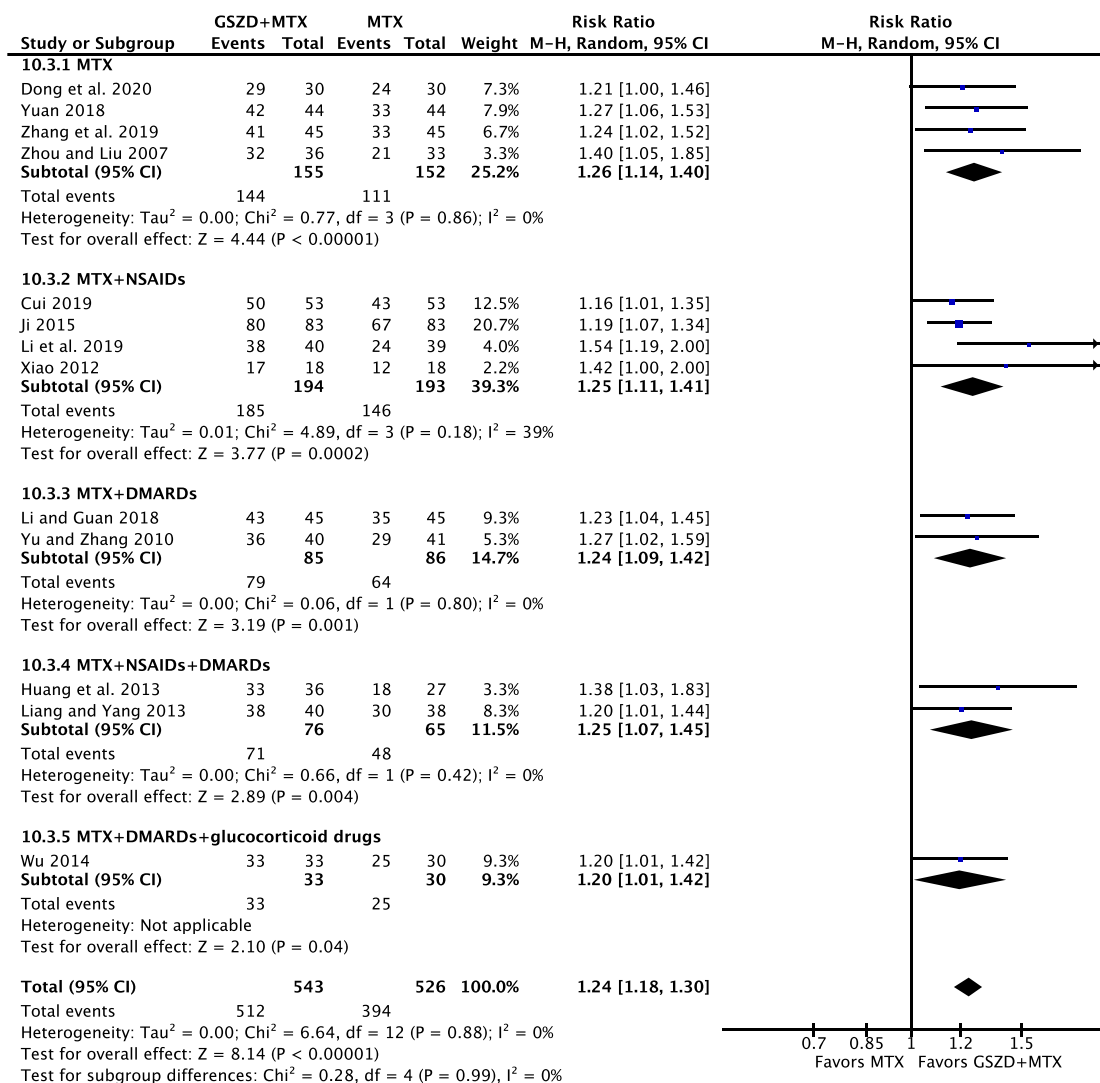 GSZD+MTX MTX Risk Ratio Risk Ratio
Study or Subgroup Events Total Events Total Weight M-H, Random, 95% CI M-H, Random, 95% CI
10.3.1 MTX
Dong et al. 2020 29 30 24 30 7.3% 1.21 [1.00, 1.46]
Yuan 2018 42 44 33 44 7.9% 1.27 [1.06, 1.53]
Zhang et al. 2019 41 45 33 45 6.7% 1.24 [1.02, 1.52]
Zhou and Liu 2007 32 36 21 33 3.3% 1.40 [1.05, 1.85]
Subtotal (95% CI) 155 152 25.2% 1.26 [1.14, 1.40]
Total events 144 111
Heterogeneity: Tau² = 0.00; Chi² = 0.77, df = 3 (P = 0.86); I² = 0%
Test for overall effect: Z = 4.44 (P < 0.00001)
10.3.2 MTX+NSAIDs
Cui 2019 50 53 43 53 12.5% 1.16 [1.01, 1.35]
Ji 2015 80 83 67 83 20.7% 1.19 [1.07, 1.34]
Li et al. 2019 38 40 24 39 4.0% 1.54 [1.19, 2.00]
Xiao 2012 17 18 12 18 2.2% 1.42 [1.00, 2.00]
Subtotal (95% CI) 194 193 39.3% 1.25 [1.11, 1.41]
Total events 185 146
Heterogeneity: Tau² = 0.01; Chi² = 4.89, df = 3 (P = 0.18); I² = 39%
Test for overall effect: Z = 3.77 (P = 0.0002)
10.3.3 MTX+DMARDs
Li and Guan 2018 43 45 35 45 9.3% 1.23 [1.04, 1.45]
Yu and Zhang 2010 36 40 29 41 5.3% 1.27 [1.02, 1.59]
Subtotal (95% CI) 85 86 14.7% 1.24 [1.09, 1.42]
Total events 79 64
Heterogeneity: Tau² = 0.00; Chi² = 0.06, df = 1 (P = 0.80); I² = 0%
Test for overall effect: Z = 3.19 (P = 0.001)
10.3.4 MTX+NSAIDs+DMARDs
Huang et al. 2013 33 36 18 27 3.3% 1.38 [1.03, 1.83]
Liang and Yang 2013 38 40 30 38 8.3% 1.20 [1.01, 1.44]
Subtotal (95% CI) 76 65 11.5% 1.25 [1.07, 1.45]
Total events 71 48
Heterogeneity: Tau² = 0.00; Chi² = 0.66, df = 1 (P = 0.42); I² = 0%
Test for overall effect: Z = 2.89 (P = 0.004)
10.3.5 MTX+DMARDs+glucocorticoid drugs
Wu 2014 33 33 25 30 9.3% 1.20 [1.01, 1.42]
Subtotal (95% CI) 33 30 9.3% 1.20 [1.01, 1.42]
Total events 33 25
Heterogeneity: Not applicable
Test for overall effect: Z = 2.10 (P = 0.04)
Total (95% CI) 543 526 100.0% 1.24 [1.18, 1.30]
Total events 512 394
Heterogeneity: Tau² = 0.00; Chi² = 6.64, df = 12 (P = 0.88); I² = 0%
Test for overall effect: Z = 8.14 (P < 0.00001)
Test for subgroup differences: Chi² = 0.28, df = 4 (P = 0.99), I² = 0%
0.7 0.85 1 1.2 1.5
Favors MTX Favors GSZD+MTX